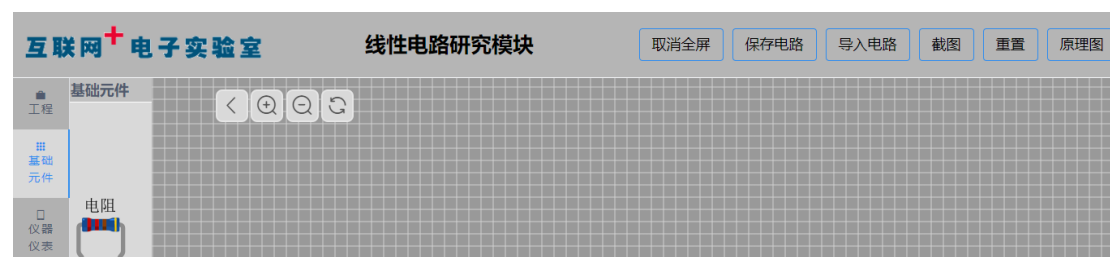 互联网+电子实验室
线性电路研究模块
取消全屏
保存电路
导入电路
截图
重置
原理图
工程
基础
元件
仪器
仪表
基础元件
电阻